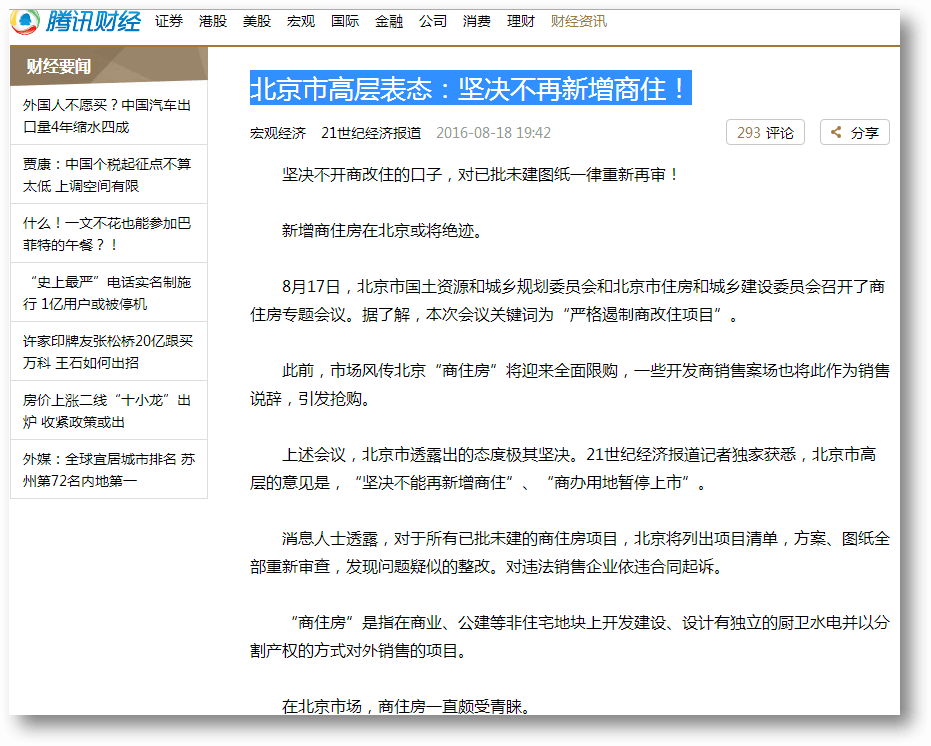 腾讯财经 证券 港股 美股 宏观 国际 金融 公司 消费 理财 财经资讯
财经要闻
外国人不愿买？中国汽车出
口量4年缩水四成
贾康：中国个税起征点不算
太低 上调空间有限
什么！一文不花也能参加巴
菲特的午餐？！
“史上最严”电话实名制施
行 1亿用户或被停机
许家印牌友张松桥20亿跟买
万科 王石如何出招
房价上涨二线“十小龙”出
炉 收紧政策或出
外媒：全球宜居城市排名 苏
州第72名内地第一
北京市高层表态：坚决不再新增商住！
宏观经济 21世纪经济报道 2016-08-18 19:42 293 评论 分享
坚决不开商改住的口子，对已批未建图纸一律重新再审！
新增商住房在北京或将绝迹。
8月17日，北京市国土资源和城乡规划委员会和北京市住房和城乡建设委员会召开了商
住房专题会议。据了解，本次会议关键词为“严格遏制商改住项目”。
此前，市场风传北京“商住房”将迎来全面限购，一些开发商销售案场也将此作为销售
说辞，引发抢购。
上述会议，北京市透露出的态度极其坚决。21世纪经济报道记者独家获悉，北京市高
层的意见是，“坚决不能再新增商住”、“商办用地暂停上市”。
消息人士透露，对于所有已批未建的商住房项目，北京将列出项目清单，方案、图纸全
部重新审查，发现问题疑似的整改。对违法销售企业依违合同起诉。
“商住房”是指在商业、公建等非住宅地块上开发建设、设计有独立的厨卫水电并以分
割产权的方式对外销售的项目。
在北京市场，商住房一直颇受青睐。